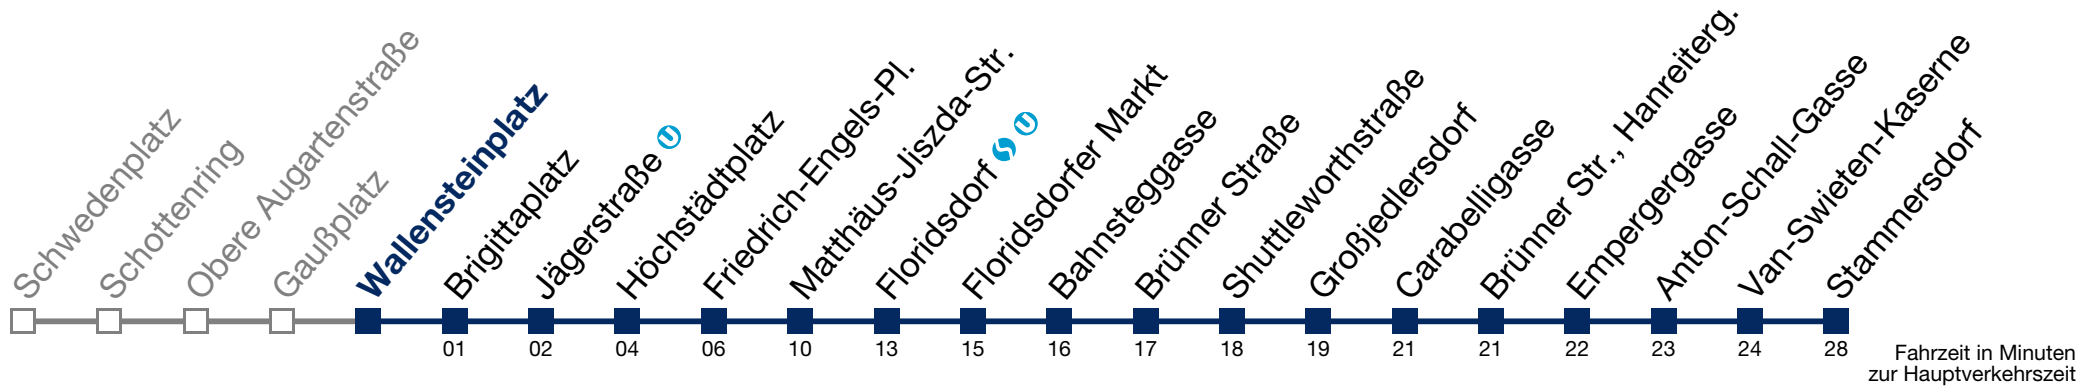 Schwedenplatz
Schottenring
Obere Augartenstraße
Gaußplatz
Wallensteinplatz
Brigittaplatz
Jägerstraße U
Höchstädtplatz
Friedrich-Engels-Pl.
Matthäus-Jiszda-Str.
Floridsdorf S U
Floridsdorfer Markt
Bahnsteggasse
Brünner Straße
Shuttleworthstraße
Großjedlersdorf
Carabelligasse
Brünner Str., Hanreiterg.
Empergergasse
Anton-Schall-Gasse
Van-Swieten-Kaserne
Stammersdorf
01 02 04 06 10 13 15 16 17 18 19 21 21 22 23 24 28
Fahrzeit in Minuten
zur Hauptverkehrszeit